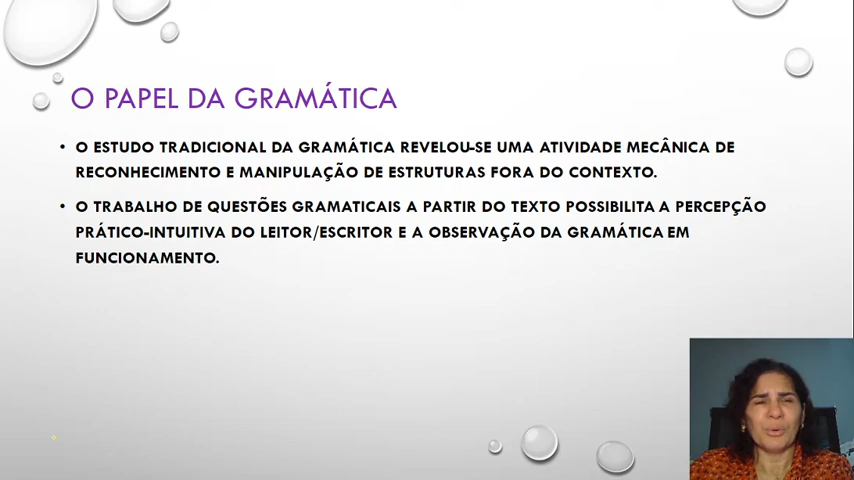 O PAPEL DA GRAMÁTICA
• O ESTUDO TRADICIONAL DA GRAMÁTICA REVELOU-SE UMA ATIVIDADE MECÂNICA DE
RECONHECIMENTO E MANIPULAÇÃO DE ESTRUTURAS FORA DO CONTEXTO.
• O TRABALHO DE QUESTÕES GRAMATICAIS A PARTIR DO TEXTO POSSIBILITA A PERCEPÇÃO
PRÁTICO-INTUITIVA DO LEITOR/ESCRITOR E A OBSERVAÇÃO DA GRAMÁTICA EM
FUNCIONAMENTO.